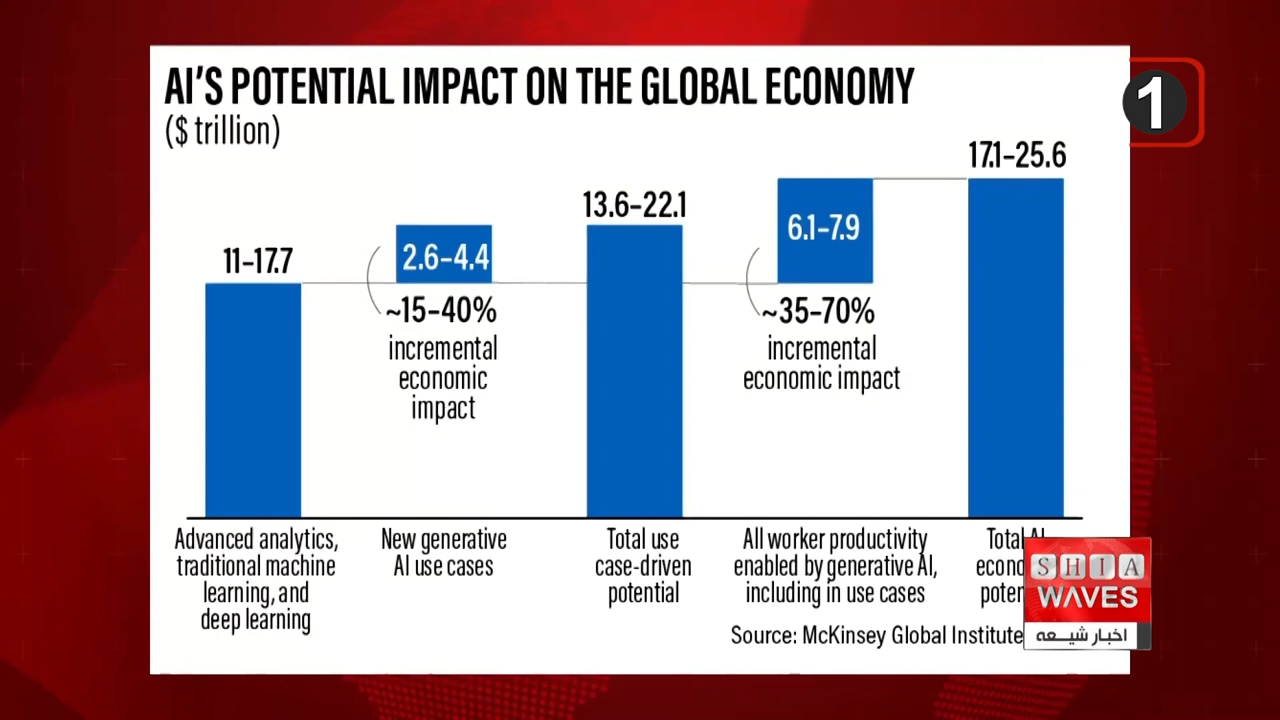 AI'S POTENTIAL IMPACT ON THE GLOBAL ECONOMY
($ trillion)
1
11–17.7
2.6–4.4
~15–40%
incremental
economic
impact
13.6–22.1
6.1–7.9
~35–70%
incremental
economic impact
17.1–25.6
Advanced analytics,
traditional machine
learning, and
deep learning
New generative
AI use cases
Total use
case-driven
potential
All worker productivity
enabled by generative AI,
including in use cases
Total AI
Source: McKinsey Global Institute
SHIA
WAVES
اخبار شیعه